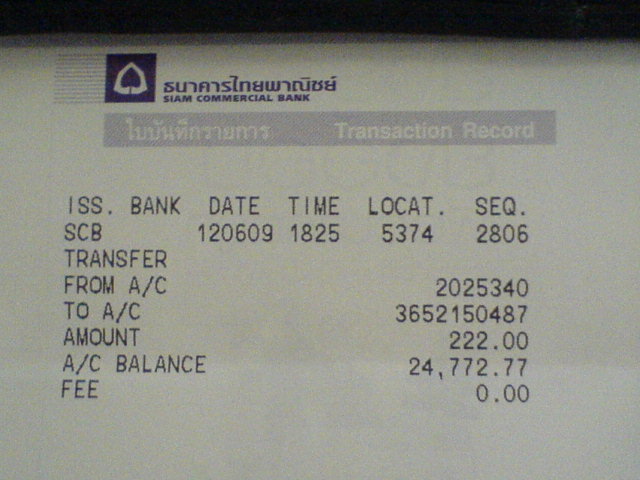 ธนาคารไทยพาณิชย์
SIAM COMMERCIAL BANK
ใบบันทึกรายการ Transaction Record
ISS. BANK DATE TIME LOCAT. SEQ.
SCB 120609 1825 5374 2806
TRANSFER
FROM A/C 2025340
TO A/C 3652150487
AMOUNT 222.00
A/C BALANCE 24,772.77
FEE 0.00